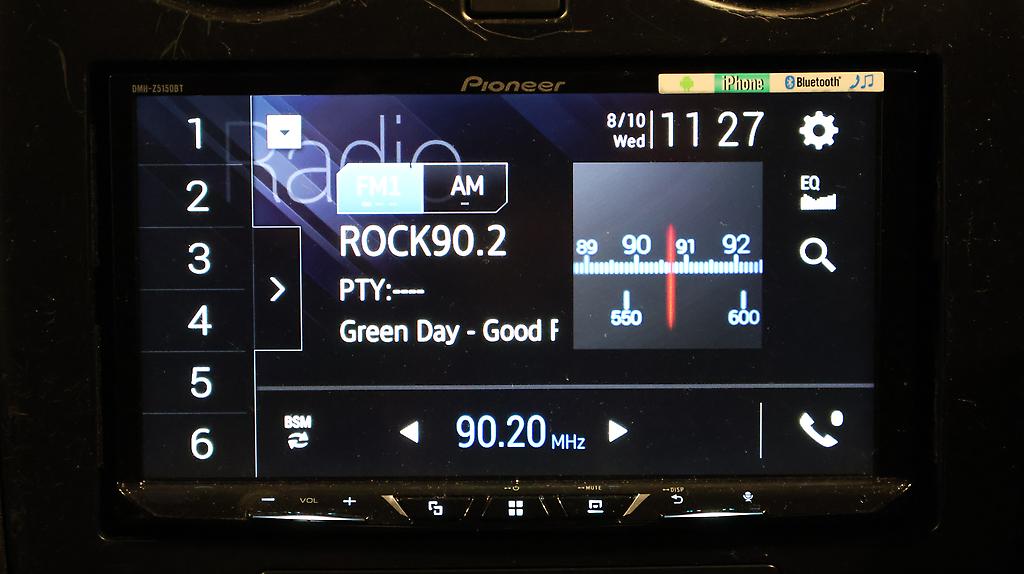 DMH-Z5150BT
Pioneer
iPhone
Bluetooth
Radio
8/10
Wed
11 27
1
2
3
4
5
6
FM1
AM
ROCK90.2
PTY:----
Green Day - Good F
EQ
89 90 91 92
550 600
BSM
90.20 MHz
VOL
MUTE
DISP